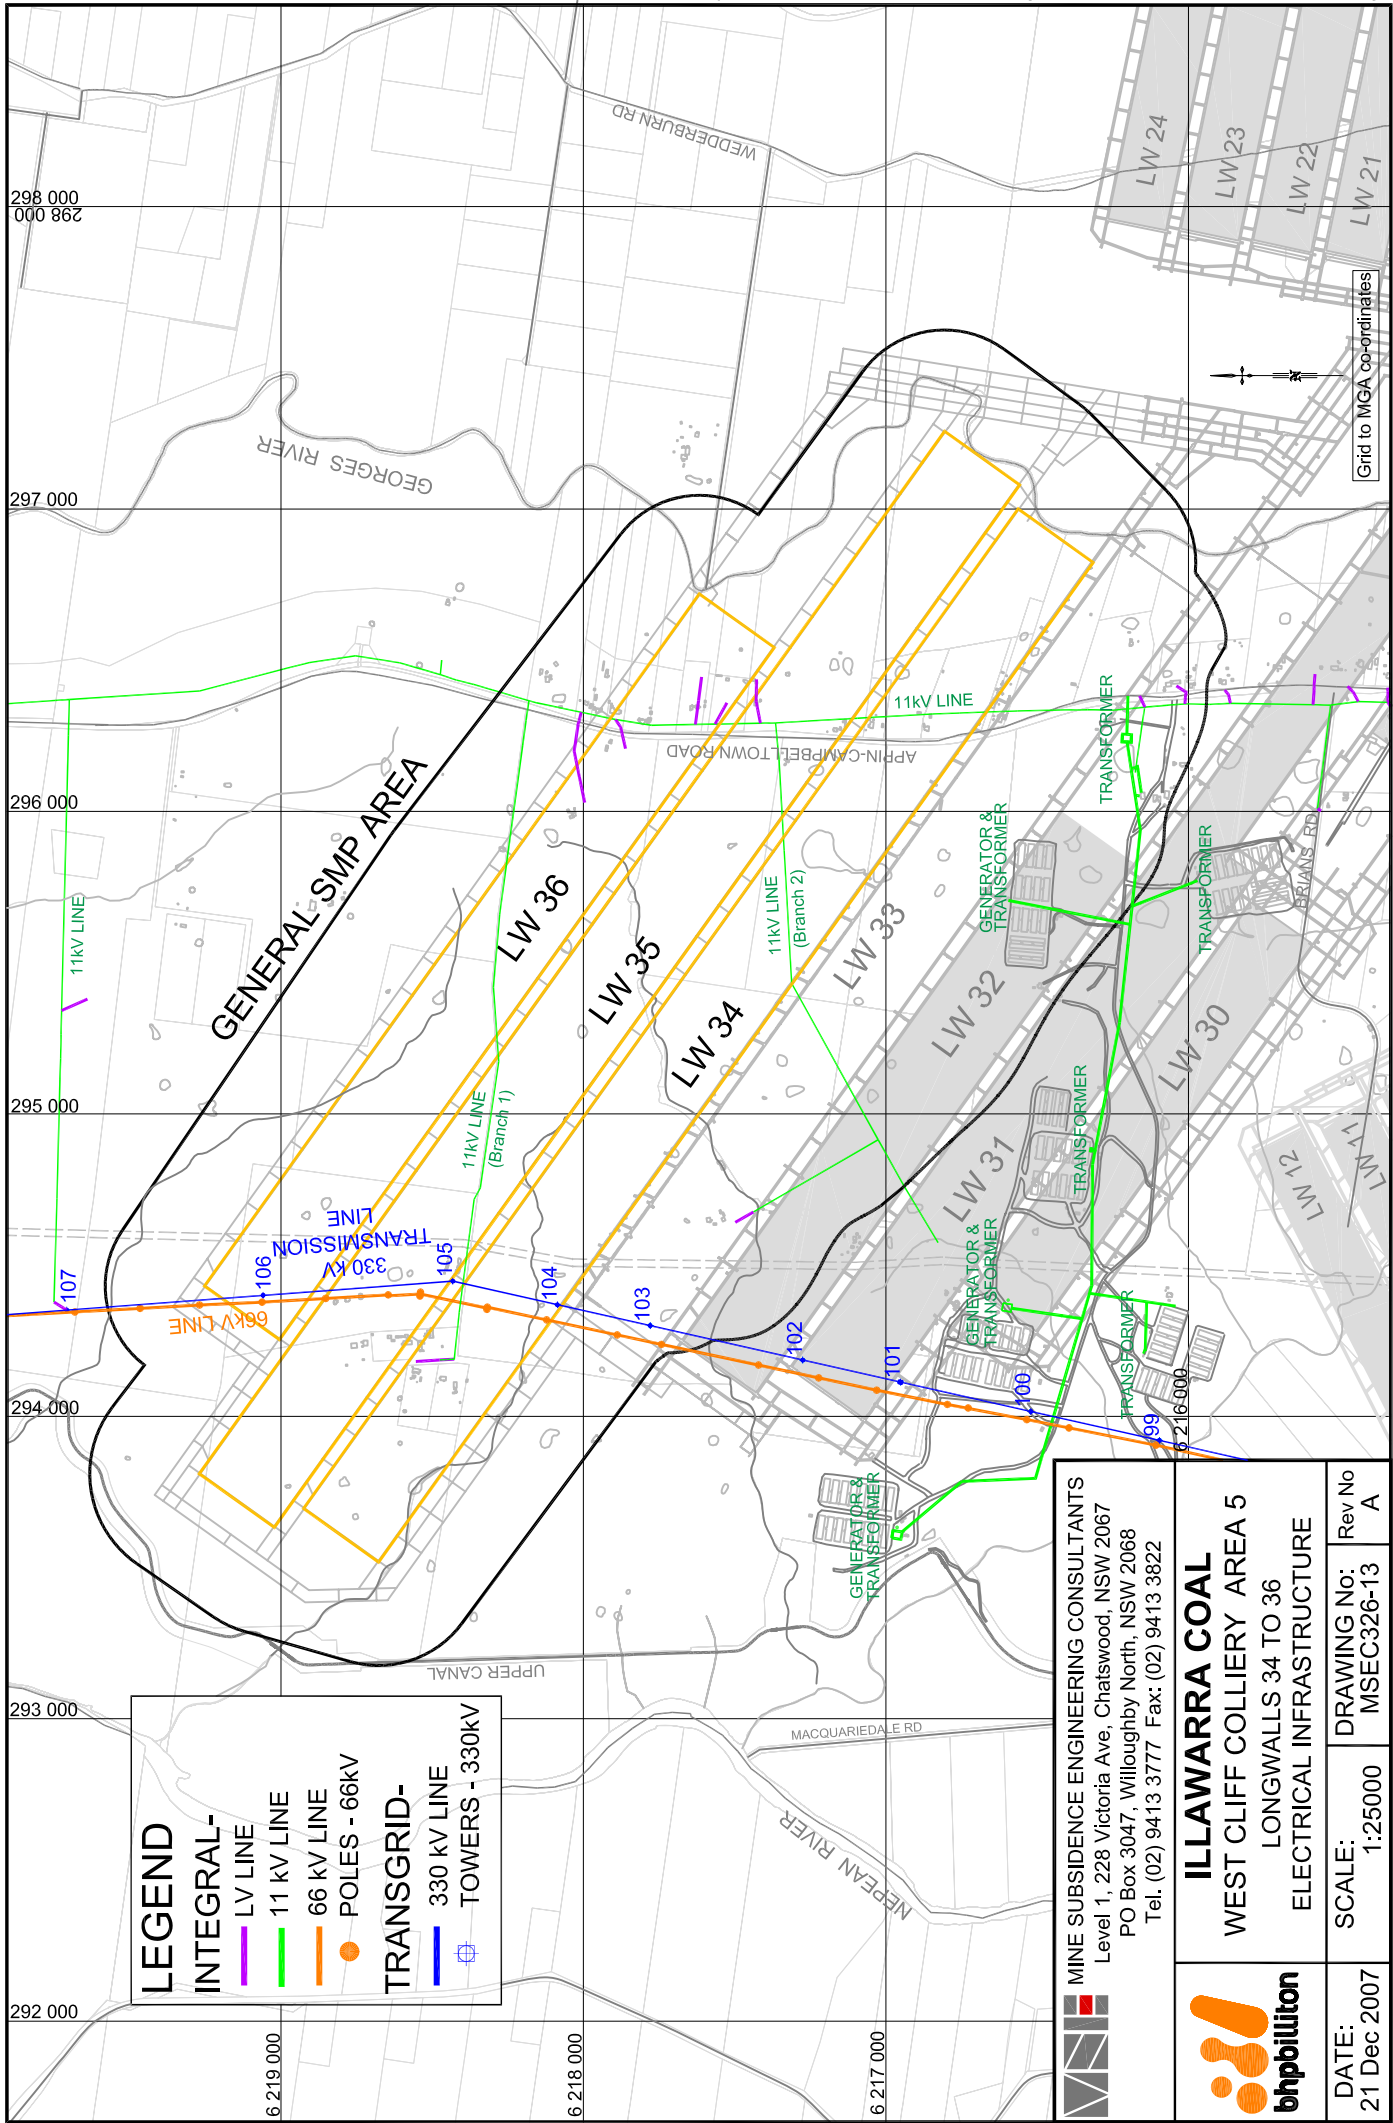 298 000
298 000
297 000
296 000
295 000
294 000
293 000
292 000
6 219 000
6 218 000
6 217 000
6 216 000
WEDDERBURN RD
GEORGES RIVER
APPIN-CAMPBELLTOWN ROAD
UPPER CANAL
MACQUARIEDALE RD
NEPEAN RIVER
BRIANS RD
GENERAL SMP AREA
LW 36
LW 35
LW 34
LW 33
LW 32
LW 31
LW 30
LW 24
LW 23
LW 22
LW 21
LW 12
LW 11
11kV LINE
11kV LINE
11kV LINE
(Branch 1)
11kV LINE
(Branch 2)
TRANSFORMER
GENERATOR &
TRANSFORMER
TRANSFORMER
TRANSFORMER
GENERATOR &
TRANSFORMER
TRANSFORMER
GENERATOR &
TRANSFORMER
330 kV
TRANSMISSION
LINE
66kV LINE
107
106
105
104
103
102
101
100
99
N
Grid to MGA co-ordinates
LEGEND
INTEGRAL-
LV LINE
11 kV LINE
66 kV LINE
POLES - 66kV
TRANSGRID-
330 kV LINE
TOWERS - 330kV
MINE SUBSIDENCE ENGINEERING CONSULTANTS
Level 1, 228 Victoria Ave, Chatswood, NSW 2067
PO Box 3047, Willoughby North, NSW 2068
Tel. (02) 9413 3777 Fax: (02) 9413 3822
bhpbilliton
ILLAWARRA COAL
WEST CLIFF COLLIERY AREA 5
LONGWALLS 34 TO 36
ELECTRICAL INFRASTRUCTURE
DATE:
21 Dec 2007
SCALE:
1:25000
DRAWING No:
MSEC326-13
Rev No
A